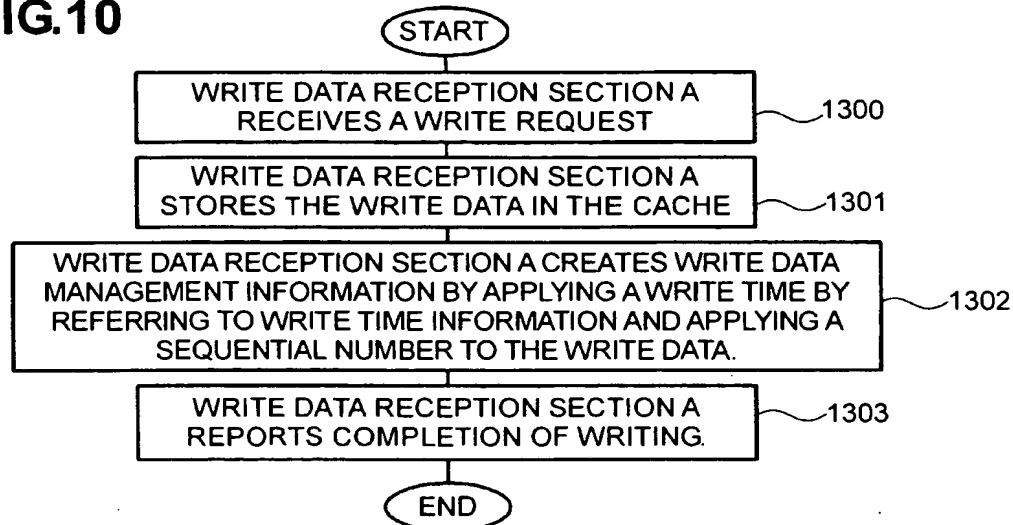 IG.10
START
WRITE DATA RECEPTION SECTION A
RECEIVES A WRITE REQUEST
1300
WRITE DATA RECEPTION SECTION A
STORES THE WRITE DATA IN THE CACHE
1301
WRITE DATA RECEPTION SECTION A CREATES WRITE DATA
MANAGEMENT INFORMATION BY APPLYING A WRITE TIME BY
REFERRING TO WRITE TIME INFORMATION AND APPLYING A
SEQUENTIAL NUMBER TO THE WRITE DATA.
1302
WRITE DATA RECEPTION SECTION A
REPORTS COMPLETION OF WRITING.
1303
END